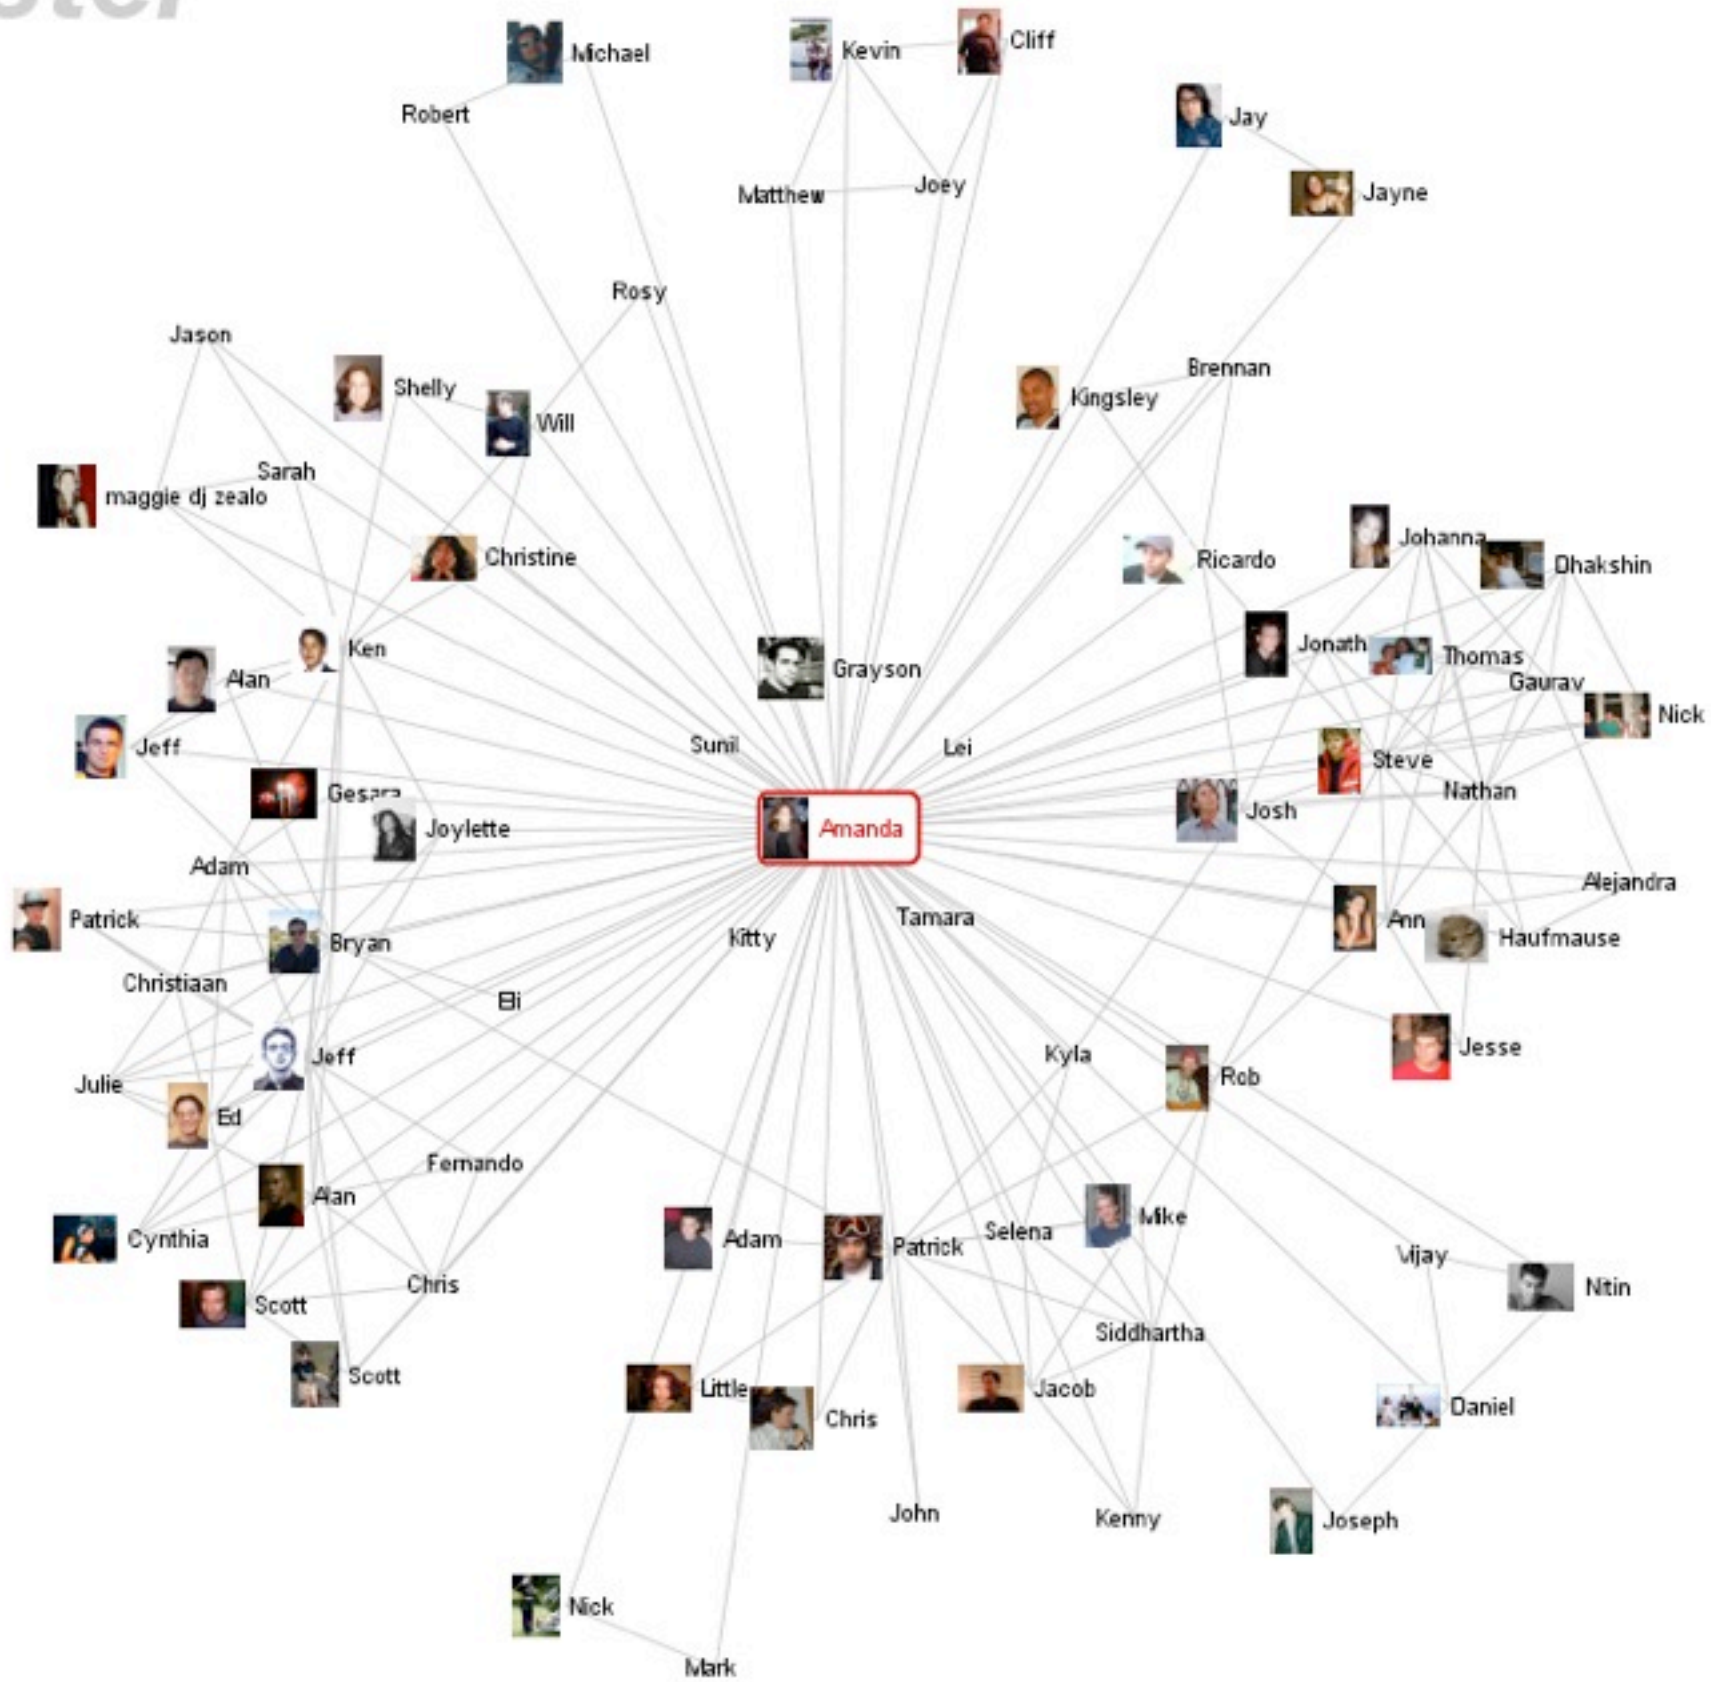 ster
Michael
Kevin
Cliff
Robert
Jay
Matthew
Joey
Jayne
Rosy
Jason
Shelly
Will
Brennan
Kingsley
Sarah
maggie dj zealo
Christine
Ricardo
Johanna
Dhakshin
Ken
Alan
Grayson
Jonath
Thomas
Gaurav
Nick
Jeff
Sunil
Lei
Steve
Gesara
Nathan
Joylette
Amanda
Josh
Adam
Alejandra
Patrick
Bryan
Kitty
Tamara
Ann
Haufmause
Christiaan
Eli
Jeff
Kyla
Rob
Jesse
Julie
Ed
Fernando
Alan
Cynthia
Adam
Patrick
Selena
Mike
Vijay
Nitin
Scott
Chris
Siddhartha
Scott
Little
Chris
Jacob
Daniel
John
Kenny
Joseph
Nick
Mark